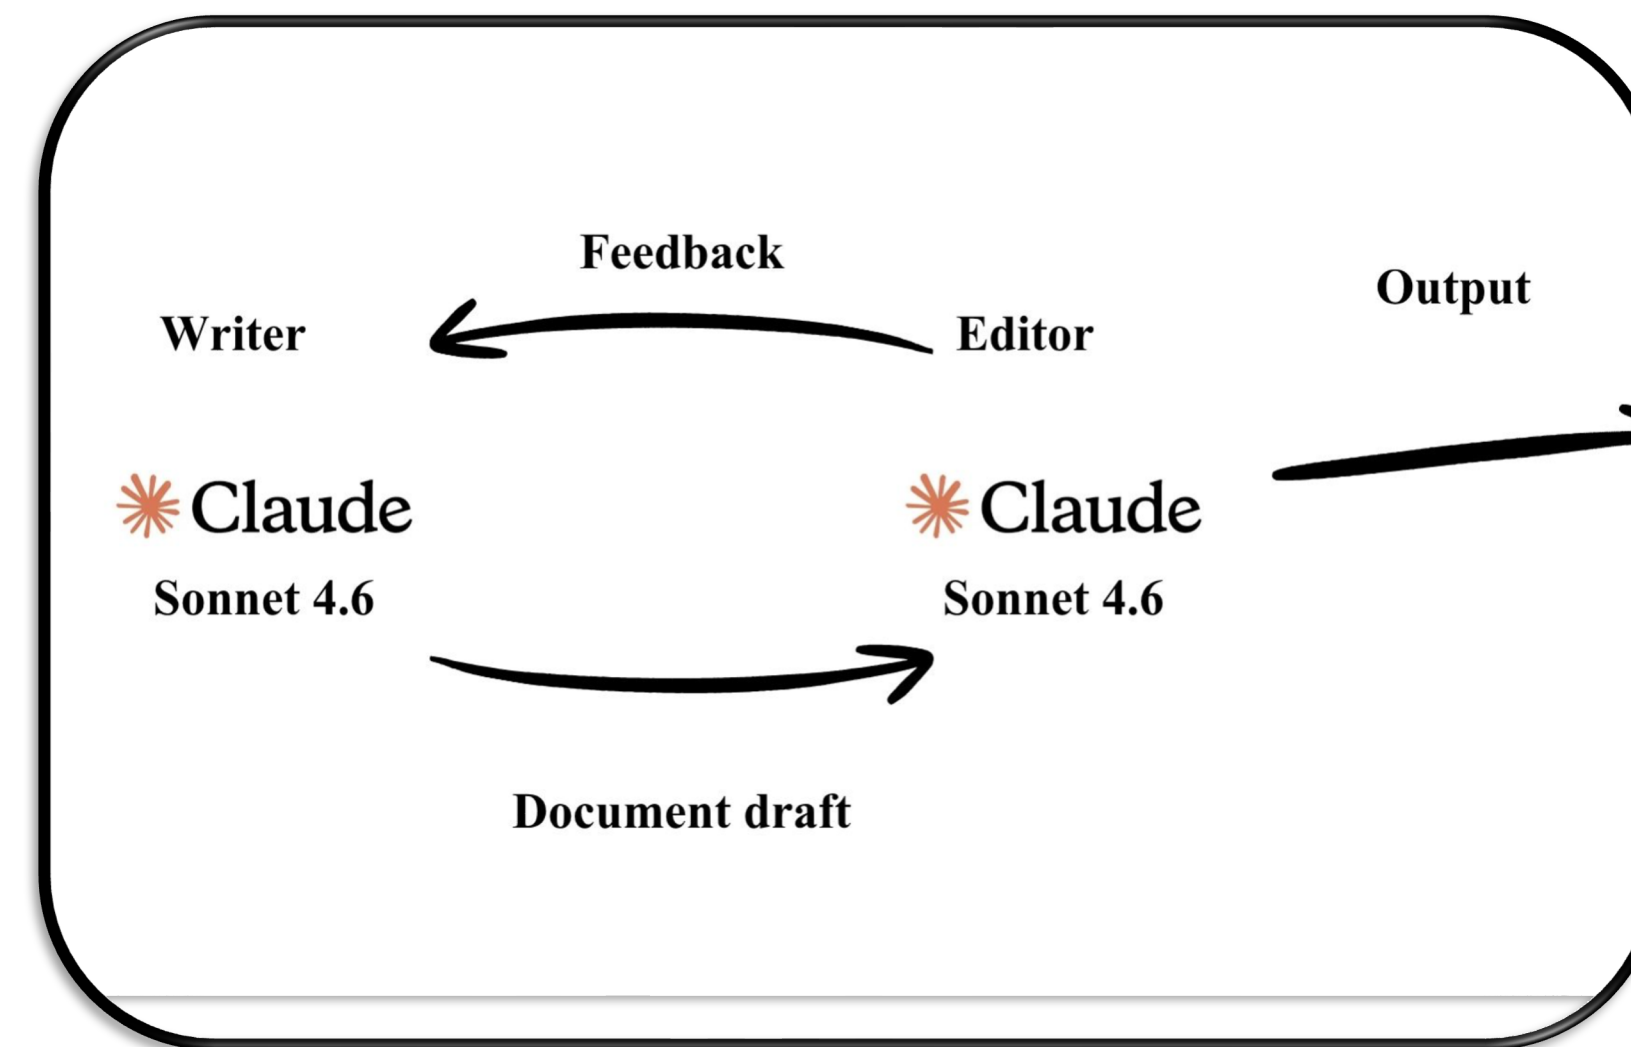 Feedback
Output
Writer
Editor
Claude
Claude
Sonnet 4.6
Sonnet 4.6
Document draft